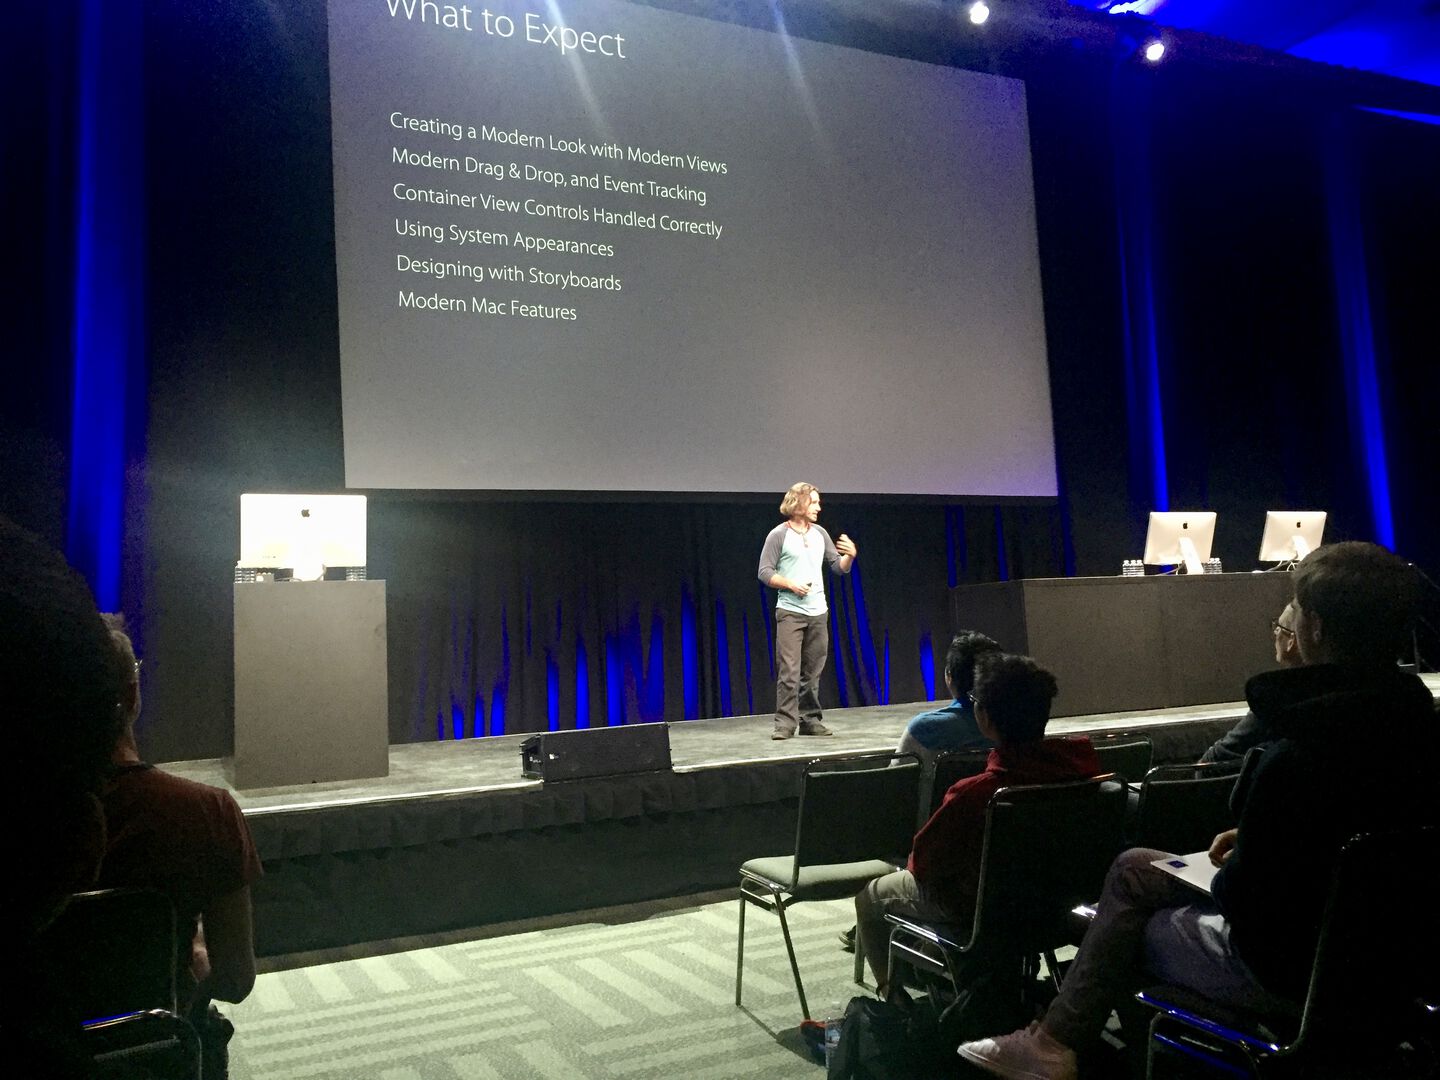 What to Expect
Creating a Modern Look with Modern Views
Modern Drag & Drop, and Event Tracking
Container View Controls Handled Correctly
Using System Appearances
Designing with Storyboards
Modern Mac Features